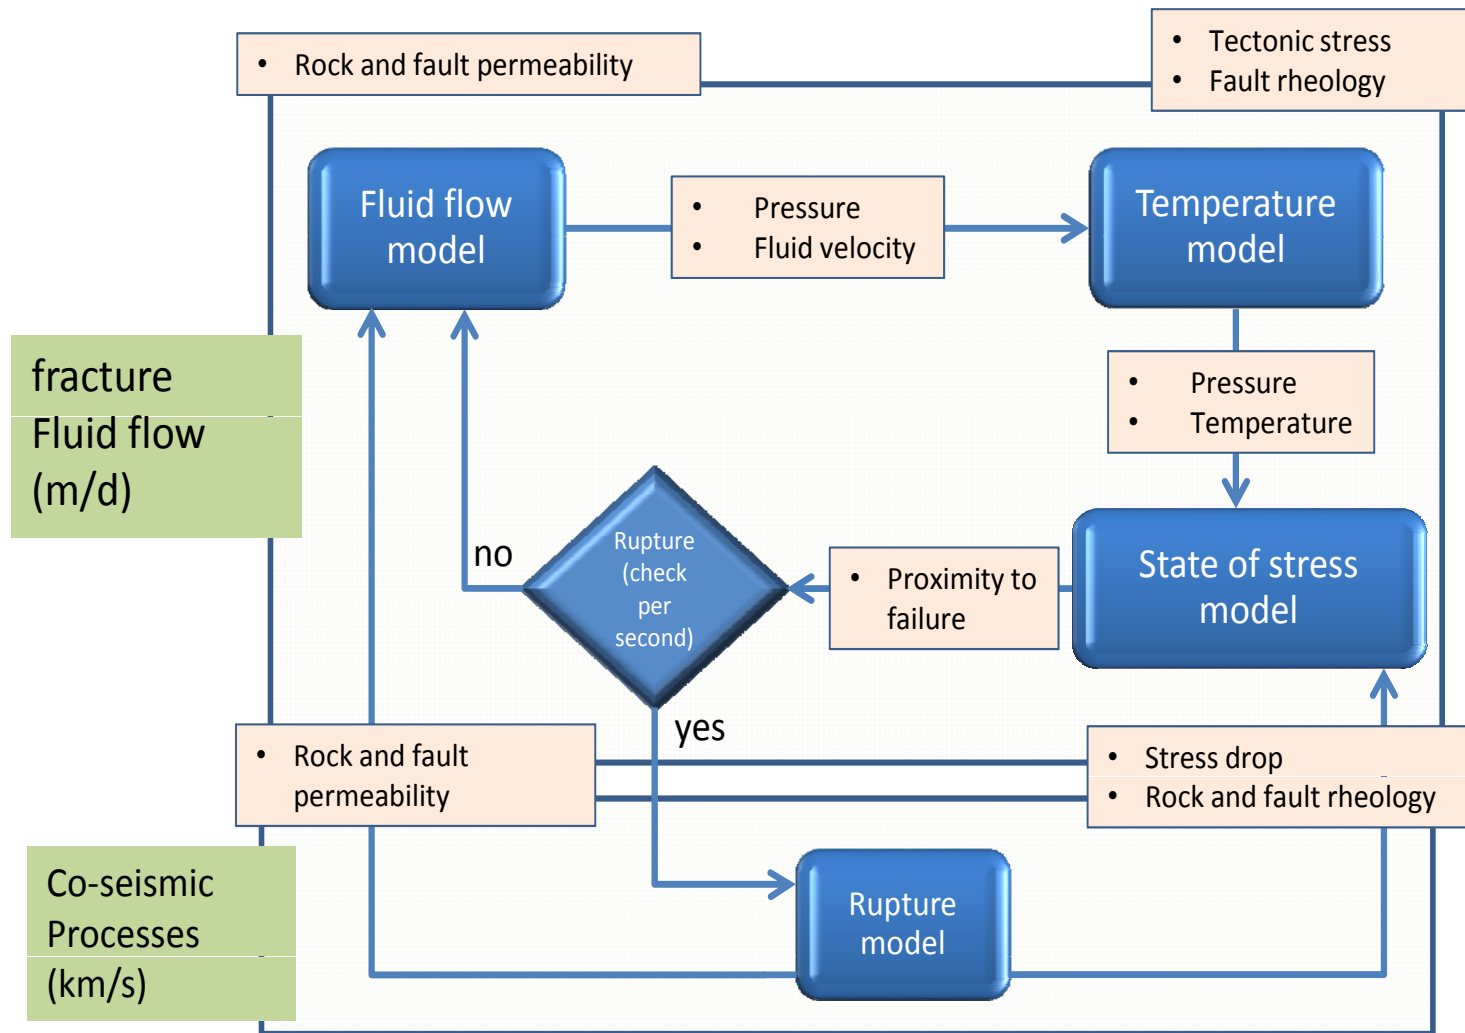 • Rock and fault permeability
• Tectonic stress
• Fault rheology
Fluid flow
model
• Pressure
• Fluid velocity
Temperature
model
fracture
Fluid flow
(m/d)
• Pressure
• Temperature
no
Rupture
(check
per
second)
• Proximity to
failure
State of stress
model
yes
• Rock and fault
permeability
• Stress drop
• Rock and fault rheology
Co-seismic
Processes
(km/s)
Rupture
model